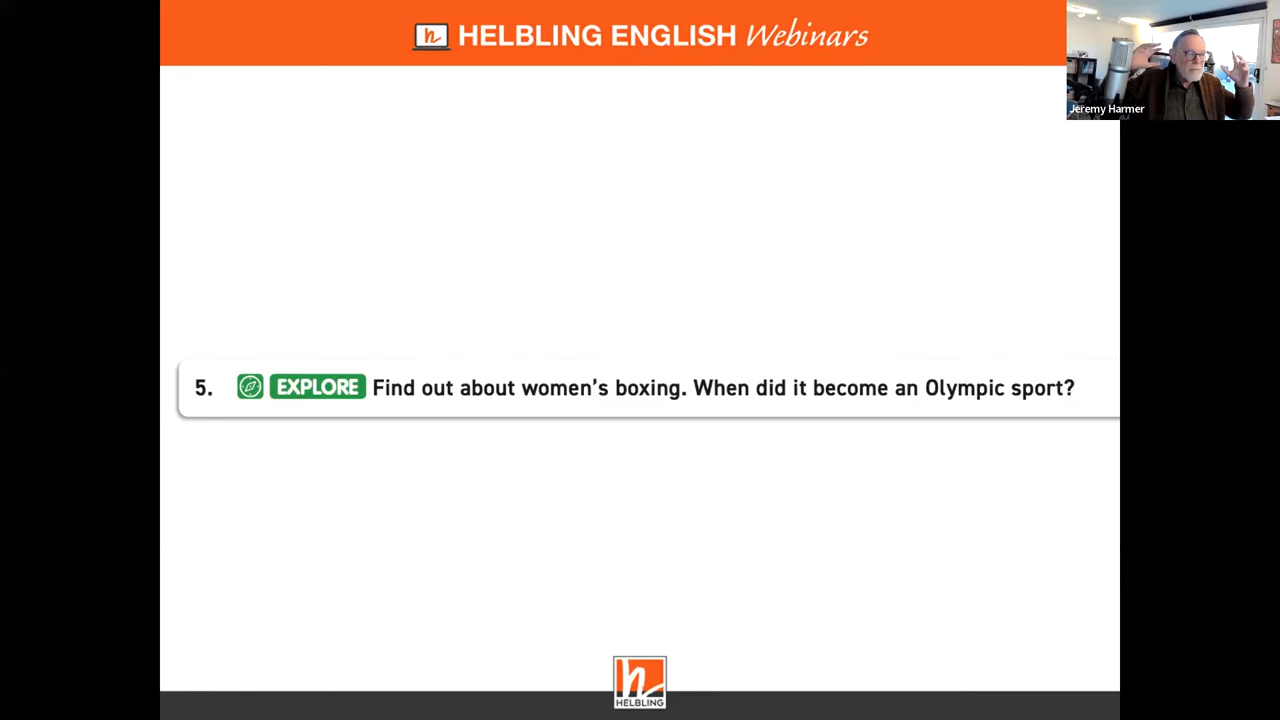 HELBLING ENGLISH Webinars
Jeremy Harmer
5. EXPLORE Find out about women's boxing. When did it become an Olympic sport?
HELBLING